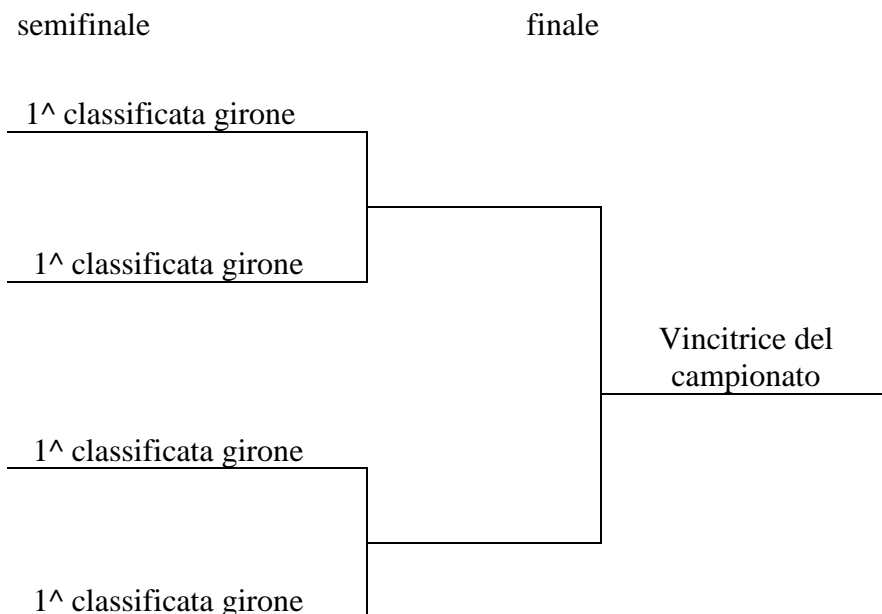 semifinale finale
1^ classificata girone
1^ classificata girone
Vincitrice del
campionato
1^ classificata girone
1^ classificata girone